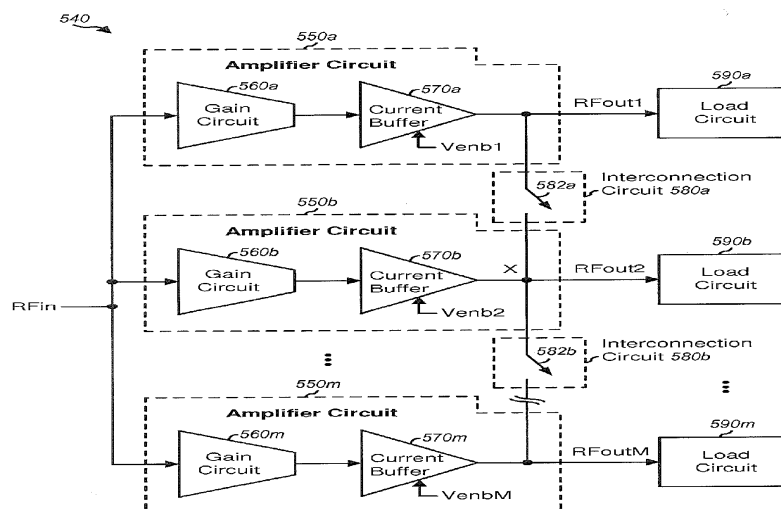 540
550a
590a
Amplifier Circuit
560a
570a
Gain
Circuit
Current
Buffer
RFout1
Load
Circuit
Venb1
582a
Interconnection
Circuit 580a
550b
Amplifier Circuit
560b
570b
590b
Gain
Circuit
Current
Buffer
X
RFout2
Load
Circuit
RFin
Venb2
582b
Interconnection
Circuit 580b
550m
Amplifier Circuit
560m
570m
590m
Gain
Circuit
Current
Buffer
RFoutM
Load
Circuit
VenbM